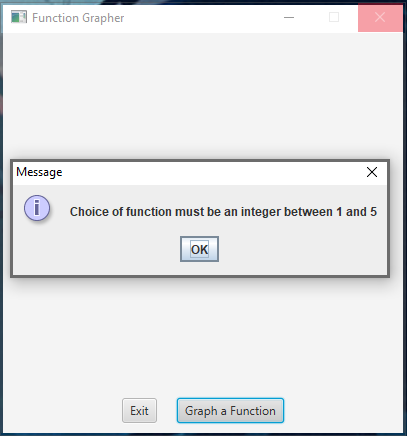 Function Grapher
Message
Choice of function must be an integer between 1 and 5
OK
Exit
Graph a Function